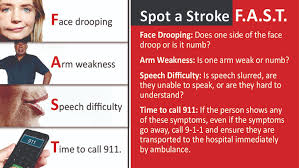 Face drooping
Arm weakness
Speech difficulty
Time to call 911.
Spot a Stroke F.A.S.T.
Face Drooping: Does one side of the face
droop or is it numb?
Arm Weakness: Is one arm weak or numb?
Speech Difficulty: Is speech slurred, are
they unable to speak, or are they hard to
understand?
Time to call 911: If the person shows any
of these symptoms, even if the symptoms
go away, call 9-1-1 and ensure they are
transported to the hospital immediately
by ambulance.